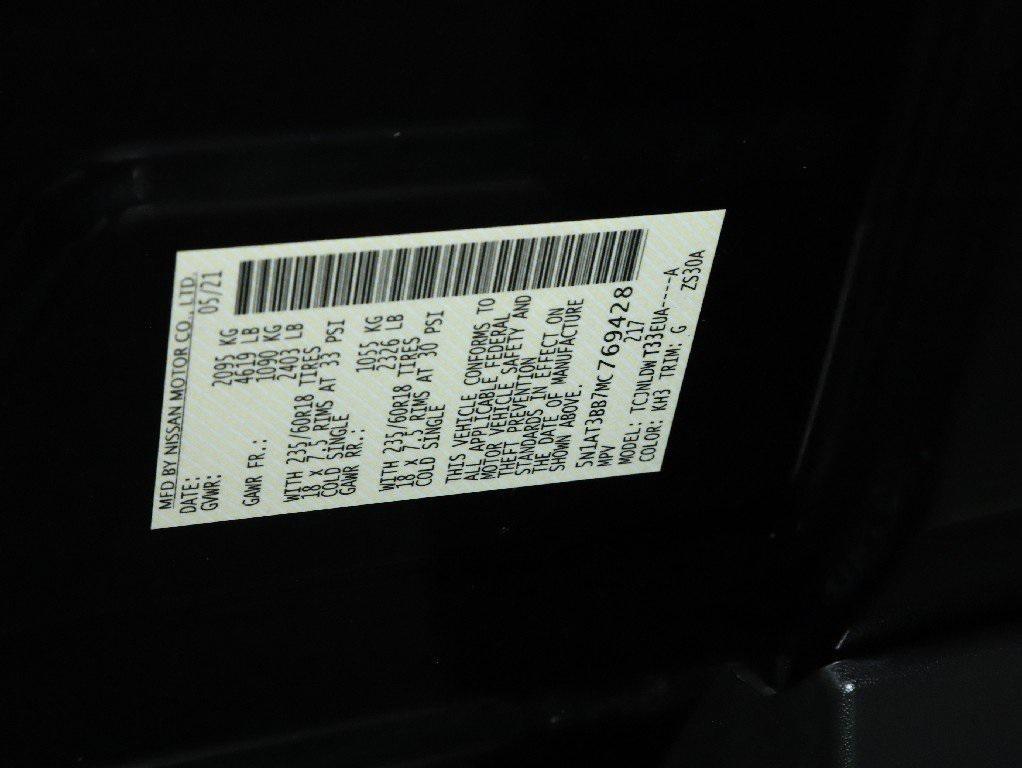 MFD BY NISSAN MOTOR CO., LTD.
DATE: 05/21
GVWR: 2095 KG
4619 LB
GAWR FR.: 1090 KG
2403 LB
WITH 235/60R18 TIRES
18 X 7.5 RIMS AT 33 PSI
COLD SINGLE
GAWR RR.: 1055 KG
2326 LB
WITH 235/60R18 TIRES
18 X 7.5 RIMS AT 30 PSI
COLD SINGLE
THIS VEHICLE CONFORMS TO
ALL APPLICABLE FEDERAL
MOTOR VEHICLE SAFETY AND
THEFT PREVENTION
STANDARDS IN EFFECT ON
THE DATE OF MANUFACTURE
SHOWN ABOVE.
5N1AT3BB7MC769428
MPV 217
MODEL: TCJNLDW T33EUA----A
COLOR: KH3 TRIM: G ZS30A